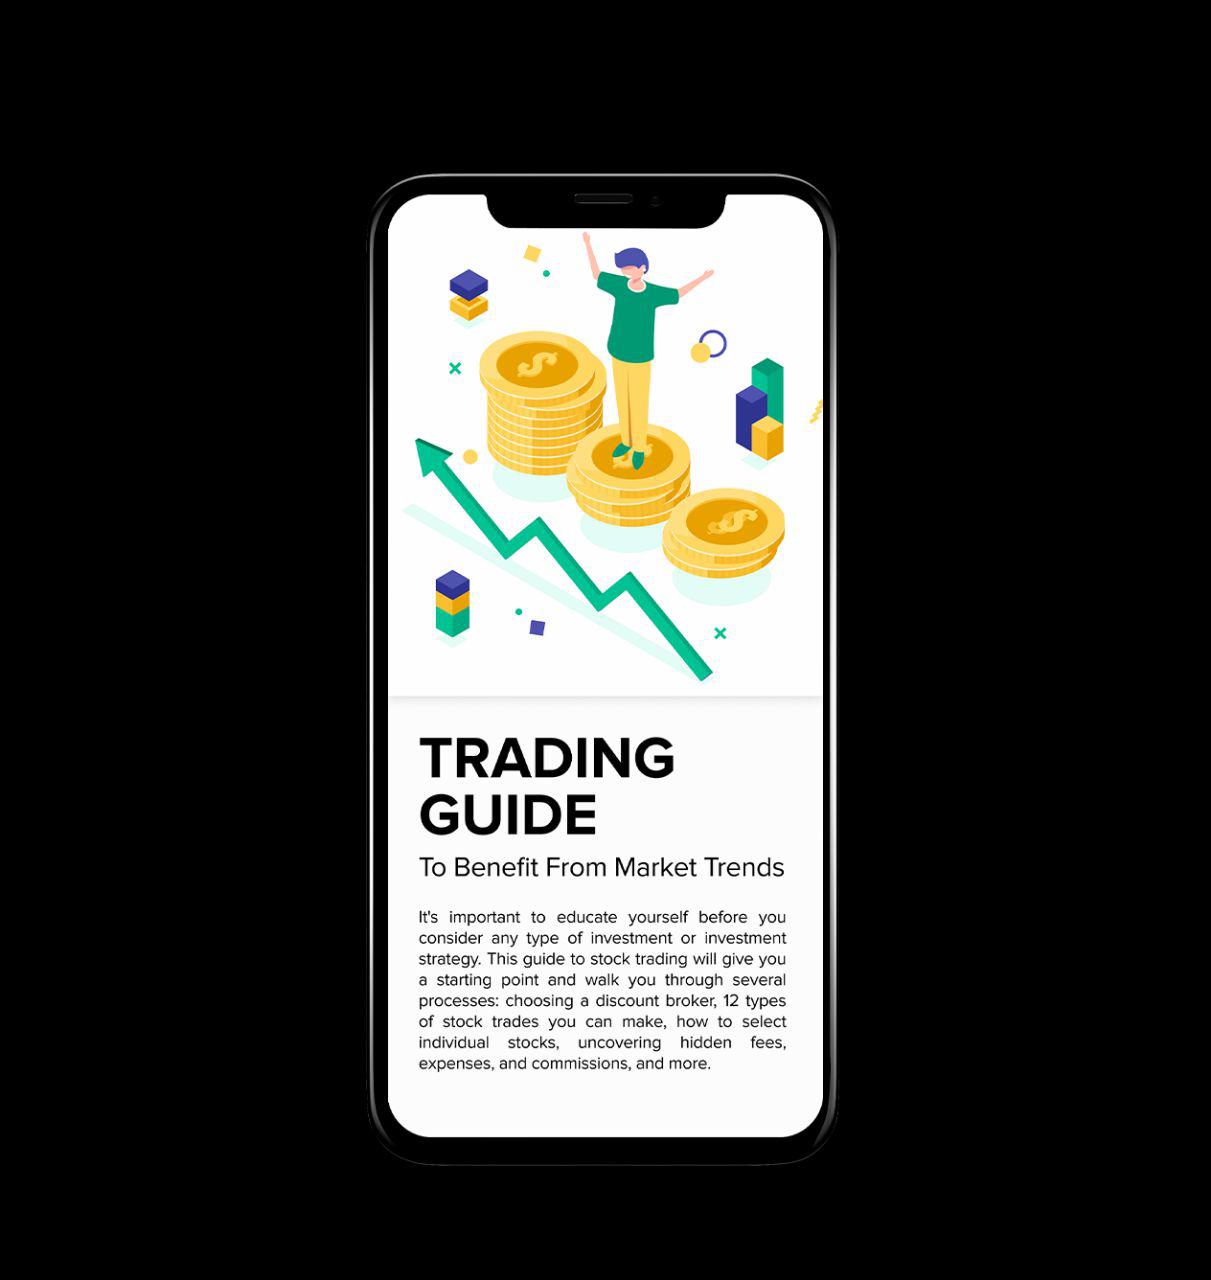 TRADING
GUIDE
To Benefit From Market Trends
It's important to educate yourself before you
consider any type of investment or investment
strategy. This guide to stock trading will give you
a starting point and walk you through several
processes: choosing a discount broker, 12 types
of stock trades you can make, how to select
individual stocks, uncovering hidden fees,
expenses, and commissions, and more.